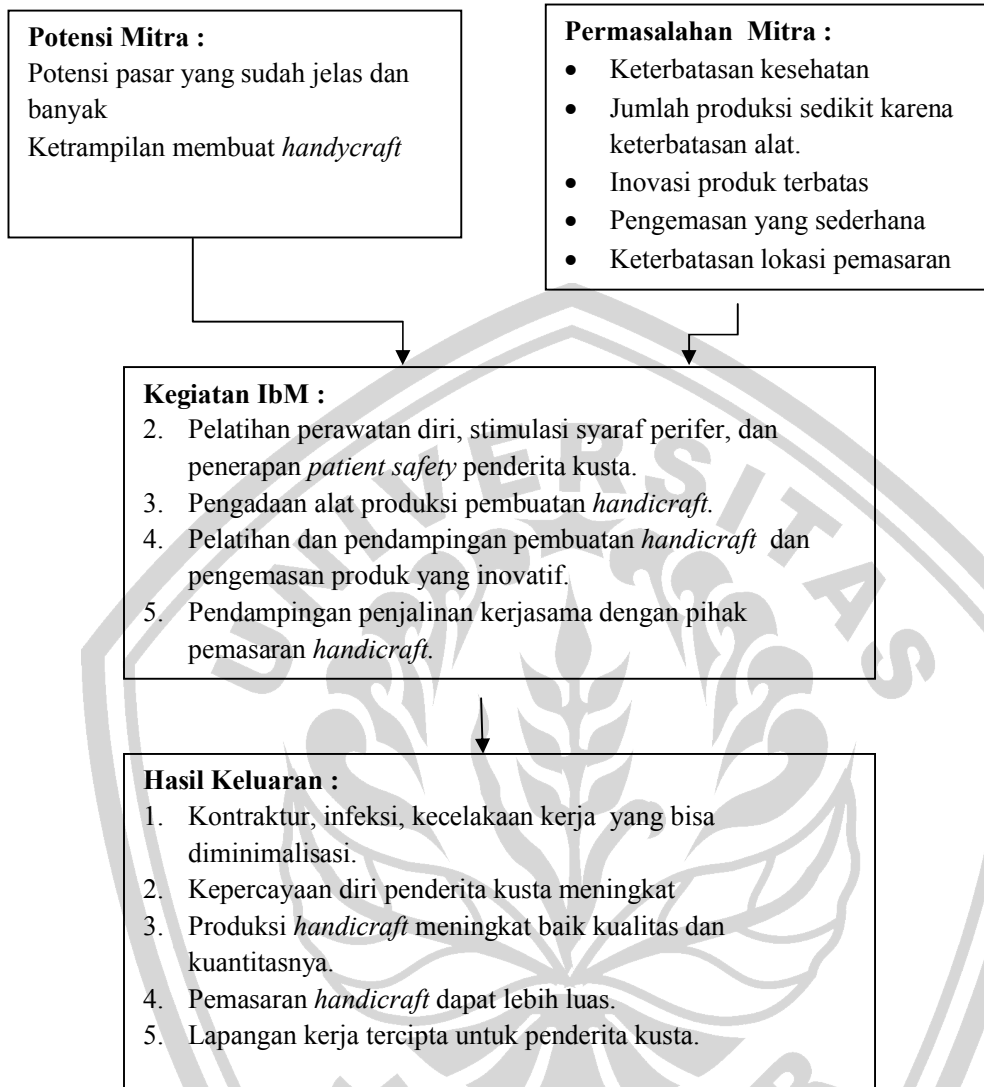 Potensi Mitra :
Potensi pasar yang sudah jelas dan
banyak
Ketrampilan membuat handycraft
Permasalahan Mitra :
• Keterbatasan kesehatan
• Jumlah produksi sedikit karena
keterbatasan alat.
• Inovasi produk terbatas
• Pengemasan yang sederhana
• Keterbatasan lokasi pemasaran
Kegiatan IbM :
2. Pelatihan perawatan diri, stimulasi syaraf perifer, dan
penerapan patient safety penderita kusta.
3. Pengadaan alat produksi pembuatan handicraft.
4. Pelatihan dan pendampingan pembuatan handicraft dan
pengemasan produk yang inovatif.
5. Pendampingan penjalinan kerjasama dengan pihak
pemasaran handicraft.
Hasil Keluaran :
1. Kontraktur, infeksi, kecelakaan kerja yang bisa
diminimalisasi.
2. Kepercayaan diri penderita kusta meningkat
3. Produksi handicraft meningkat baik kualitas dan
kuantitasnya.
4. Pemasaran handicraft dapat lebih luas.
5. Lapangan kerja tercipta untuk penderita kusta.
UNIVERSITAS